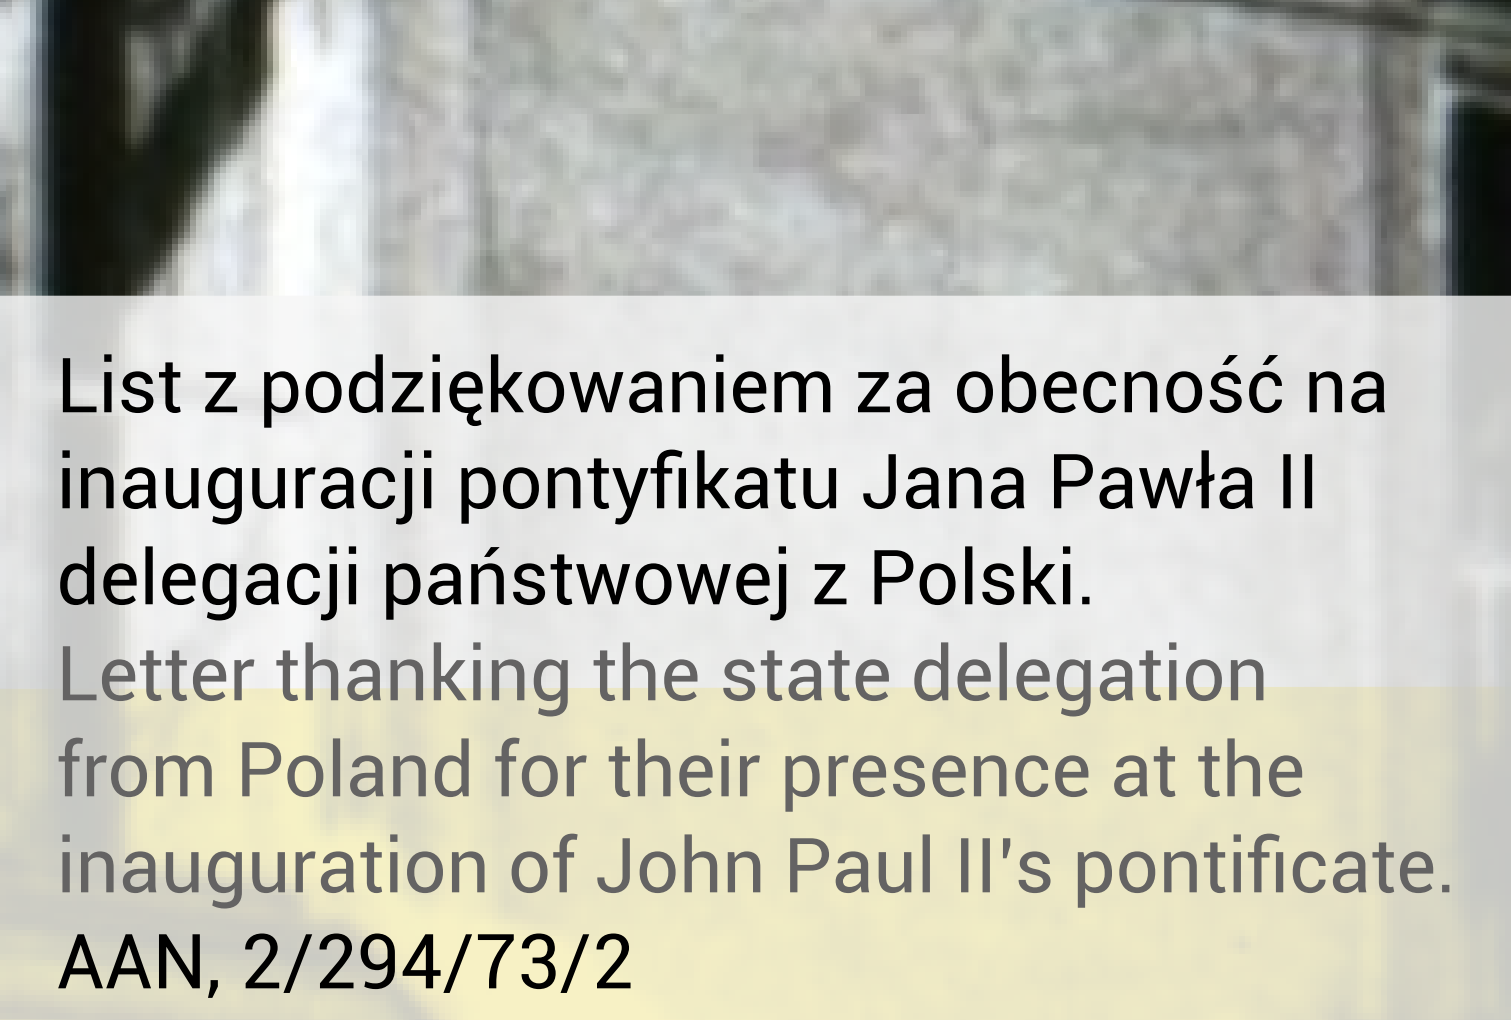 List z podziękowaniem za obecność na
inauguracji pontyfikatu Jana Pawła II
delegacji państwowej z Polski.
Letter thanking the state delegation
from Poland for their presence at the
inauguration of John Paul II's pontificate.
AAN, 2/294/73/2